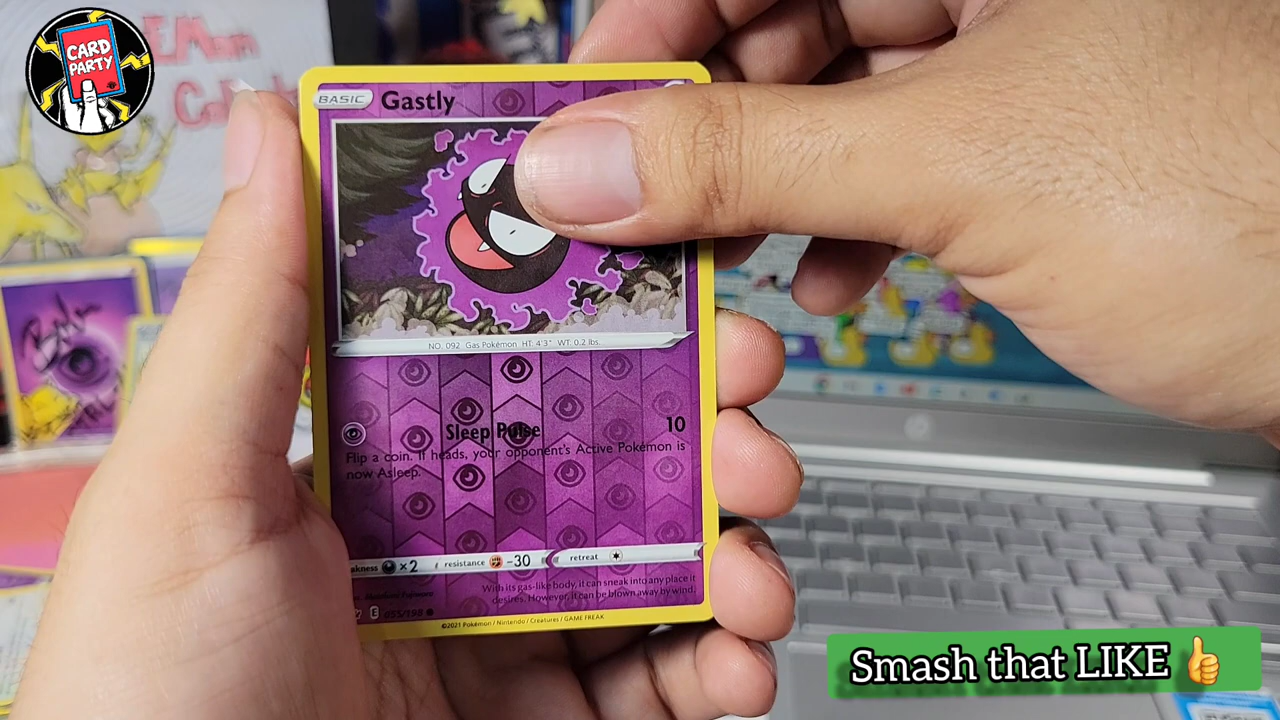 CARD
PARTY
BASIC Gastly
NO. 092 Gas Pokémon HT: 4'3" WT: 0.2 lbs.
Sleep Pulse 10
Flip a coin. If heads, your opponent's Active Pokémon is
now Asleep.
akness ×2 resistance -30 retreat
With its gas-like body, it can sneak into any place it
desires. However, it can be blown away by wind.
E 055/198
©2021 Pokémon / Nintendo / Creatures / GAME FREAK
Smash that LIKE 👍